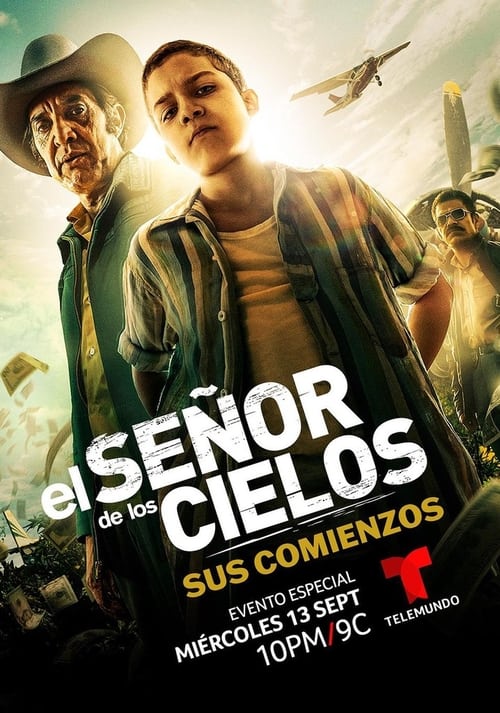 el SEÑOR
de los CIELOS
SUS COMIENZOS
EVENTO ESPECIAL
MIÉRCOLES 13 SEPT
10PM/9C
TELEMUNDO